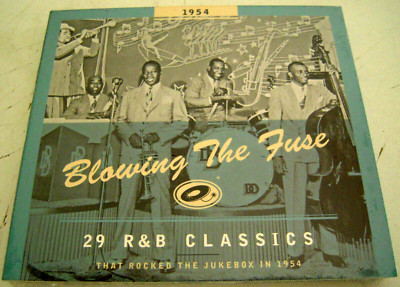 1954
Blowing The Fuse
29 R&B CLASSICS
THAT ROCKED THE JUKEBOX IN 1954